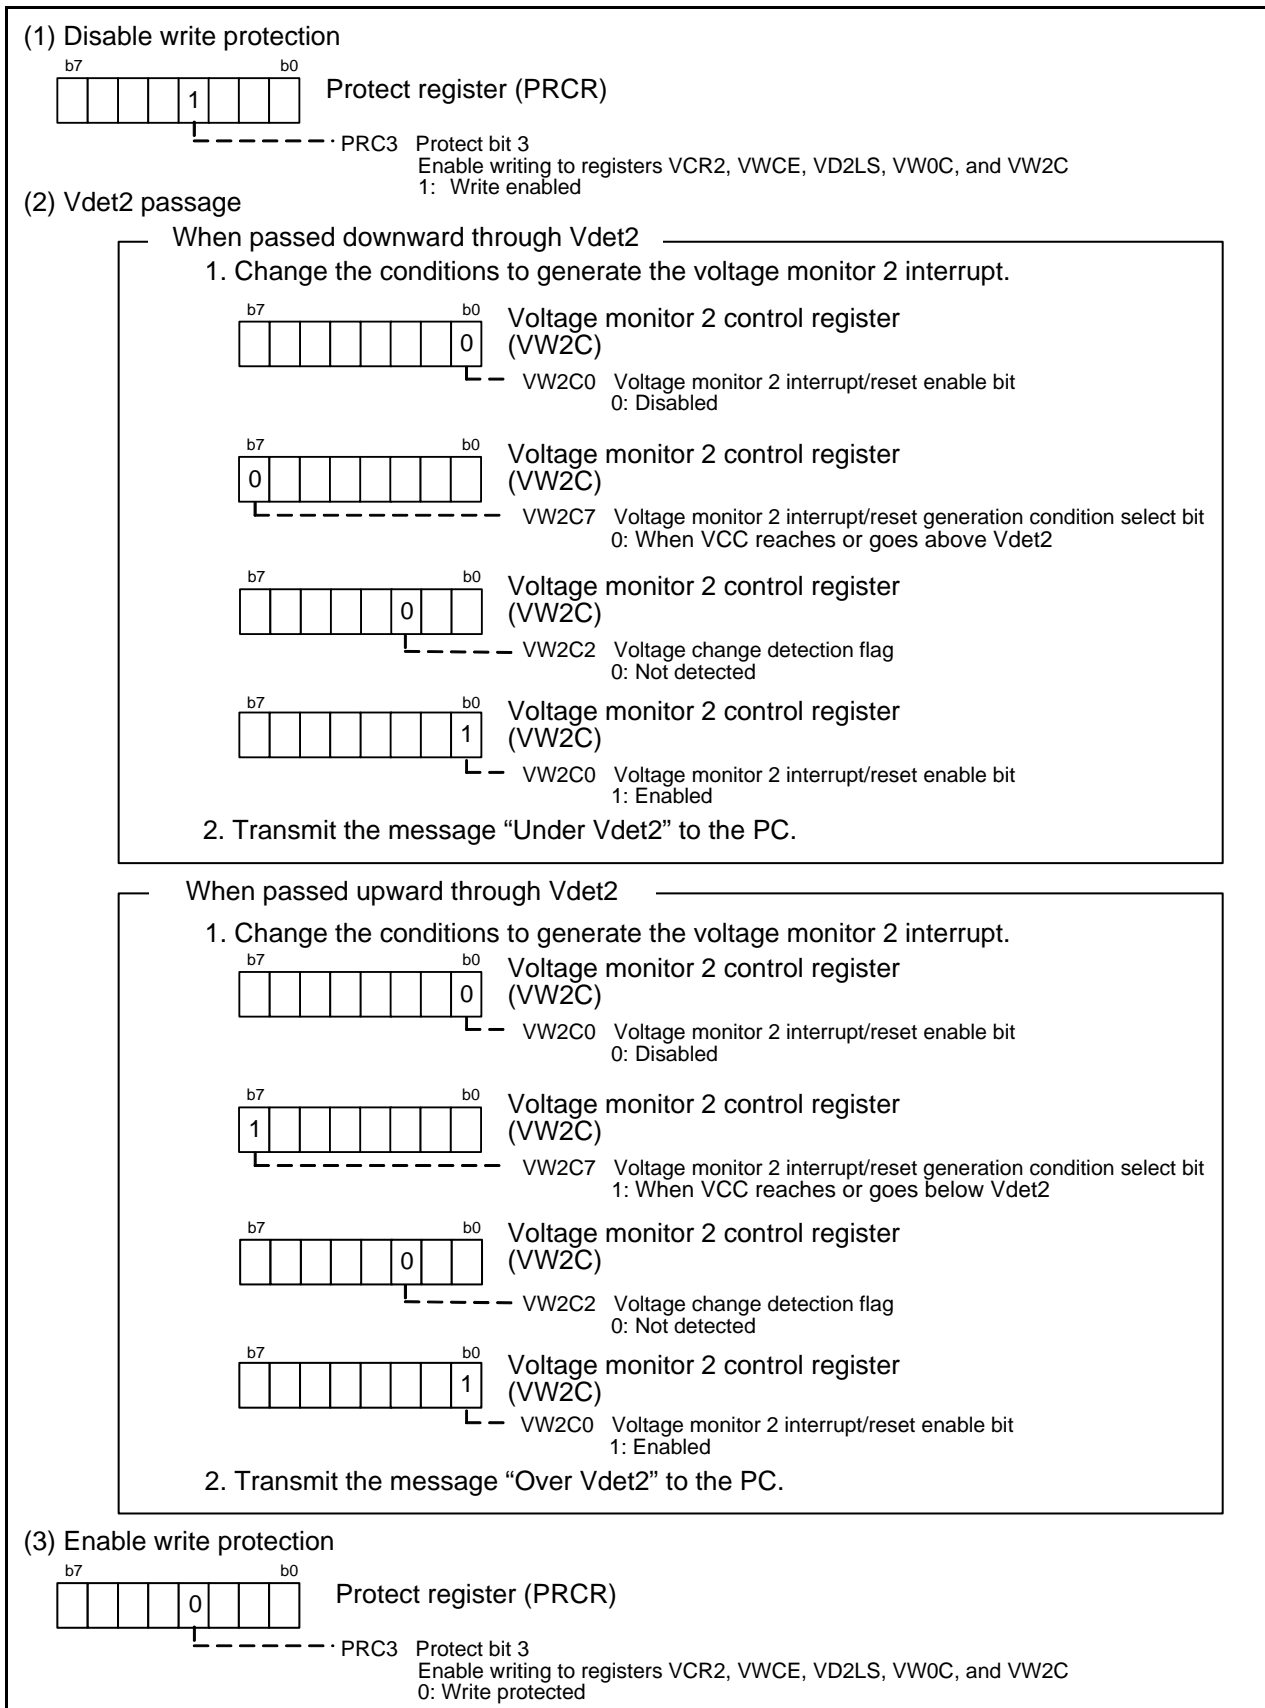 (1) Disable write protection
b7 b0
1
Protect register (PRCR)
PRC3 Protect bit 3
Enable writing to registers VCR2, VWCE, VD2LS, VW0C, and VW2C
1: Write enabled
(2) Vdet2 passage
When passed downward through Vdet2
1. Change the conditions to generate the voltage monitor 2 interrupt.
b7 b0
0
Voltage monitor 2 control register
(VW2C)
VW2C0 Voltage monitor 2 interrupt/reset enable bit
0: Disabled
b7 b0
0
Voltage monitor 2 control register
(VW2C)
VW2C7 Voltage monitor 2 interrupt/reset generation condition select bit
0: When VCC reaches or goes above Vdet2
b7 b0
0
Voltage monitor 2 control register
(VW2C)
VW2C2 Voltage change detection flag
0: Not detected
b7 b0
1
Voltage monitor 2 control register
(VW2C)
VW2C0 Voltage monitor 2 interrupt/reset enable bit
1: Enabled
2. Transmit the message “Under Vdet2” to the PC.
When passed upward through Vdet2
1. Change the conditions to generate the voltage monitor 2 interrupt.
b7 b0
0
Voltage monitor 2 control register
(VW2C)
VW2C0 Voltage monitor 2 interrupt/reset enable bit
0: Disabled
b7 b0
1
Voltage monitor 2 control register
(VW2C)
VW2C7 Voltage monitor 2 interrupt/reset generation condition select bit
1: When VCC reaches or goes below Vdet2
b7 b0
0
Voltage monitor 2 control register
(VW2C)
VW2C2 Voltage change detection flag
0: Not detected
b7 b0
1
Voltage monitor 2 control register
(VW2C)
VW2C0 Voltage monitor 2 interrupt/reset enable bit
1: Enabled
2. Transmit the message “Over Vdet2” to the PC.
(3) Enable write protection
b7 b0
0
Protect register (PRCR)
PRC3 Protect bit 3
Enable writing to registers VCR2, VWCE, VD2LS, VW0C, and VW2C
0: Write protected